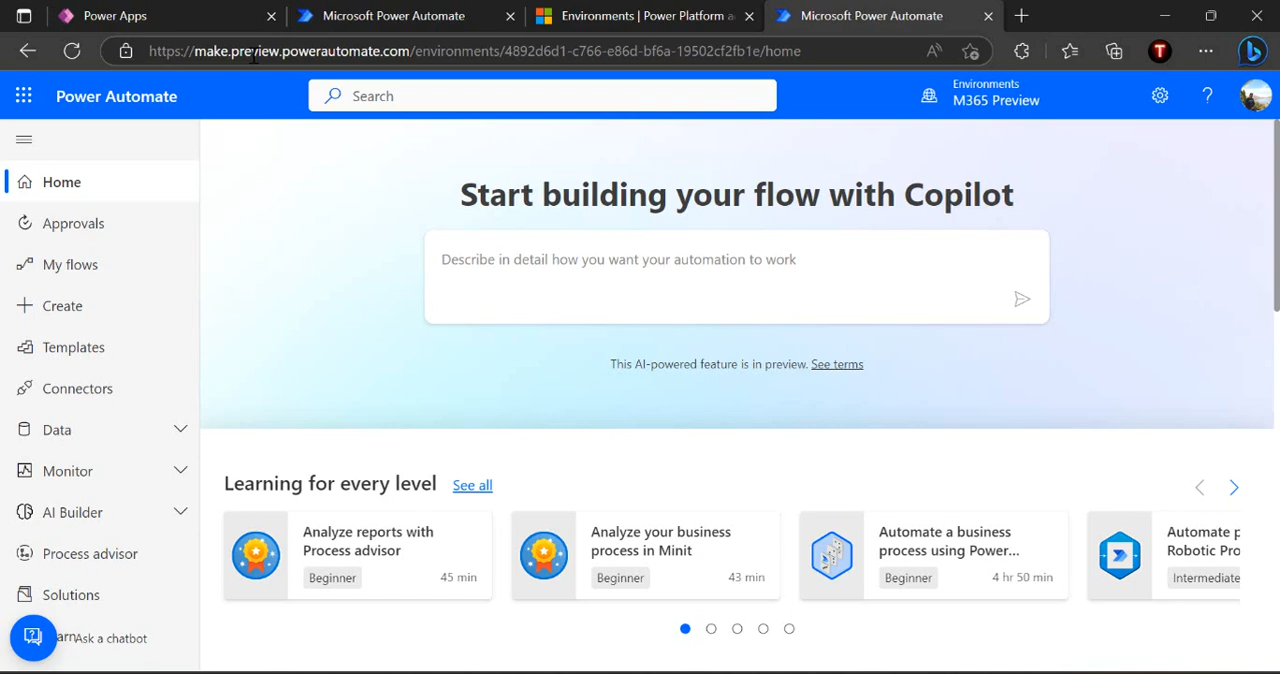 Power Apps
Microsoft Power Automate
Environments | Power Platform a
Microsoft Power Automate
https://make.preview.powerautomate.com/environments/4892d6d1-c766-e86d-bf6a-19502cf2fb1e/home
T
Power Automate
Search
Environments
M365 Preview
Home
Approvals
My flows
Create
Templates
Connectors
Data
Monitor
AI Builder
Process advisor
Solutions
Ask a chatbot
Start building your flow with Copilot
Describe in detail how you want your automation to work
This AI-powered feature is in preview. See terms
Learning for every level See all
Analyze reports with
Process advisor
Beginner 45 min
Analyze your business
process in Minit
Beginner 43 min
Automate a business
process using Power...
Beginner 4 hr 50 min
Automate p
Robotic Pro
Intermediate